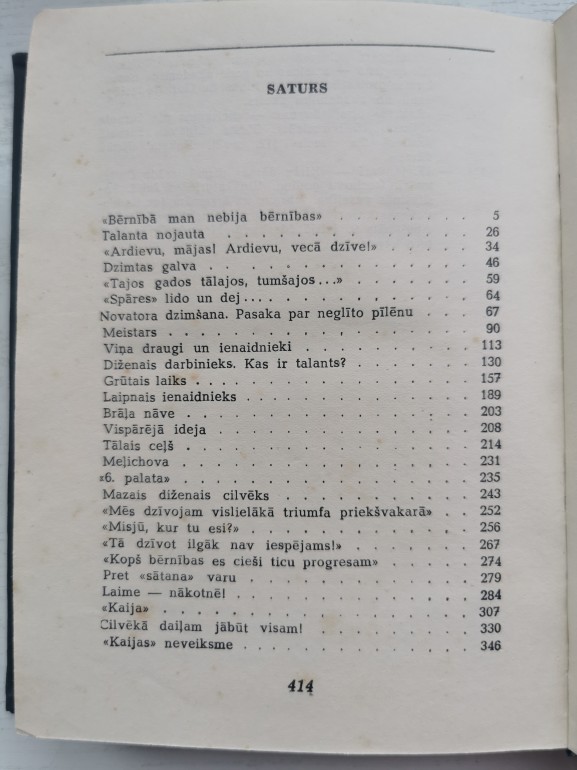 SATURS
«Bērnībā man nebija bērnības» . . . . . . . . 5
Talanta nojauta . . . . . . . . . . . . 26
«Ardievu, mājas! Ardievu, vecā dzīve!» . . . . . 34
Dzimtas galva . . . . . . . . . . . . 46
«Tajos gados tālajos, tumšajos...» . . . . . . . 59
«Spāres» lido un dej... . . . . . . . . . . 64
Novatora dzimšana. Pasaka par neglīto pīlēnu . . . 67
Meistars . . . . . . . . . . . . . . 90
Viņa draugi un ienaidnieki . . . . . . . . . 113
Diženais darbinieks. Kas ir talants? . . . . . . 130
Grūtais laiks . . . . . . . . . . . . . 157
Laipnais ienaidnieks . . . . . . . . . . . 189
Brāļa nāve . . . . . . . . . . . . . 203
Vispārējā ideja . . . . . . . . . . . . 208
Tālais ceļš . . . . . . . . . . . . . 214
Meļichova . . . . . . . . . . . . . 231
«6. palata» . . . . . . . . . . . . . 235
Mazais diženais cilvēks . . . . . . . . . . 243
«Mēs dzīvojam vislielākā triumfa priekšvakarā» . . 252
«Misjū, kur tu esi?» . . . . . . . . . . . 256
«Tā dzīvot ilgāk nav iespējams!» . . . . . . . 267
«Kopš bērnības es cieši ticu progresam» . . . . . 274
Pret «sātana» varu . . . . . . . . . . . 279
Laime — nākotnē! . . . . . . . . . . . 284
«Kaija» . . . . . . . . . . . . . . 307
Cilvēkā daiļam jābūt visam! . . . . . . . . 330
«Kaijas» neveiksme . . . . . . . . . . . 346
414